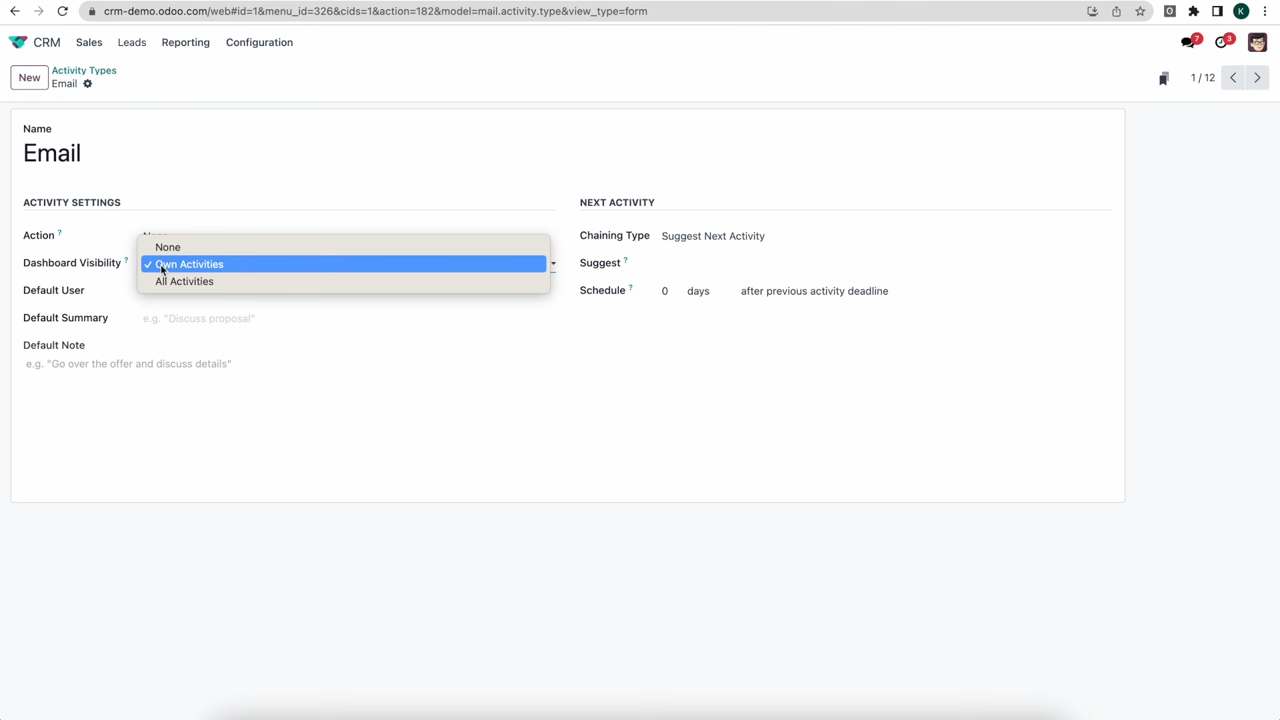 crm-demo.odoo.com/web#id=1&menu_id=326&cids=1&action=182&model=mail.activity.type&view_type=form
O
K
CRM Sales Leads Reporting Configuration
7
3
New
Activity Types
Email
1 / 12
Name
Email
ACTIVITY SETTINGS
NEXT ACTIVITY
Action ?
Chaining Type Suggest Next Activity
None
Dashboard Visibility ?
✓ Own Activities
Suggest ?
All Activities
Default User
Schedule ? 0 days after previous activity deadline
Default Summary e.g. "Discuss proposal"
Default Note
e.g. "Go over the offer and discuss details"